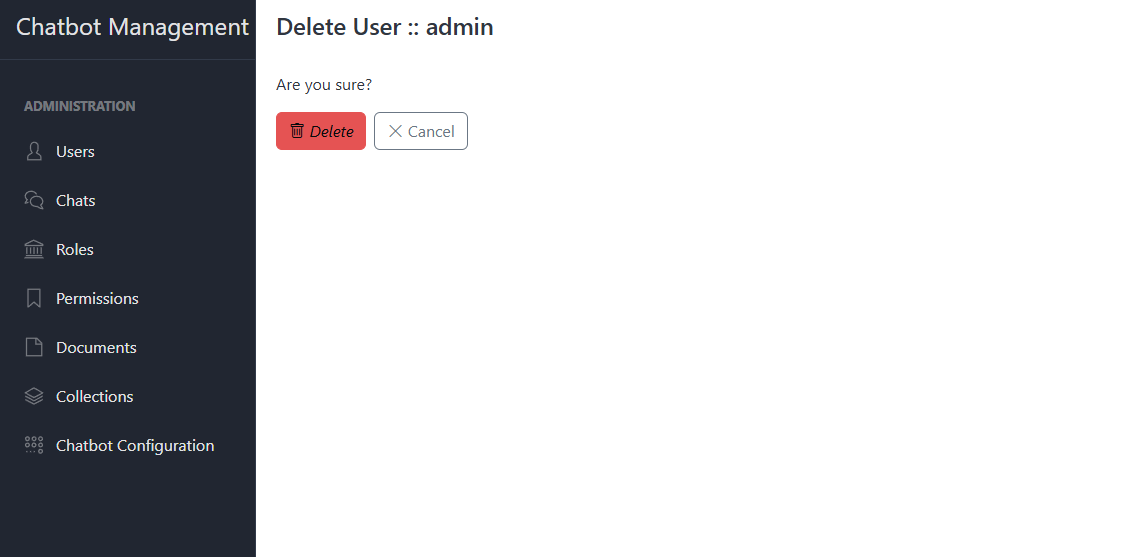 Chatbot Management
ADMINISTRATION
Users
Chats
Roles
Permissions
Documents
Collections
Chatbot Configuration
Delete User :: admin
Are you sure?
Delete
Cancel